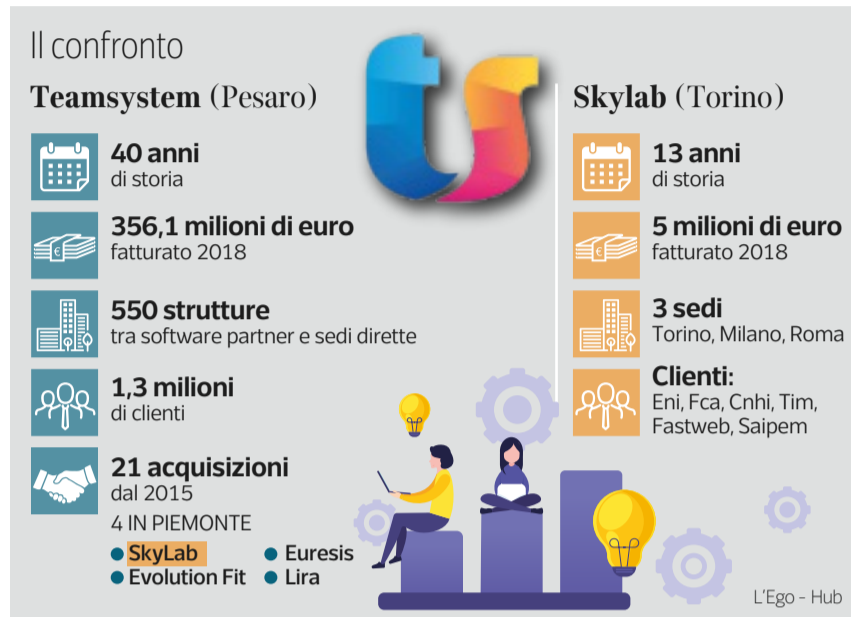 Il confronto
Teamsystem (Pesaro)
40 anni
di storia
356,1 milioni di euro
fatturato 2018
550 strutture
tra software partner e sedi dirette
1,3 milioni
di clienti
21 acquisizioni
dal 2015
4 IN PIEMONTE
SkyLab
Euresis
Evolution Fit
Lira
ts
Skylab (Torino)
13 anni
di storia
5 milioni di euro
fatturato 2018
3 sedi
Torino, Milano, Roma
Clienti:
Eni, Fca, Cnhi, Tim,
Fastweb, Saipem
L'Ego - Hub